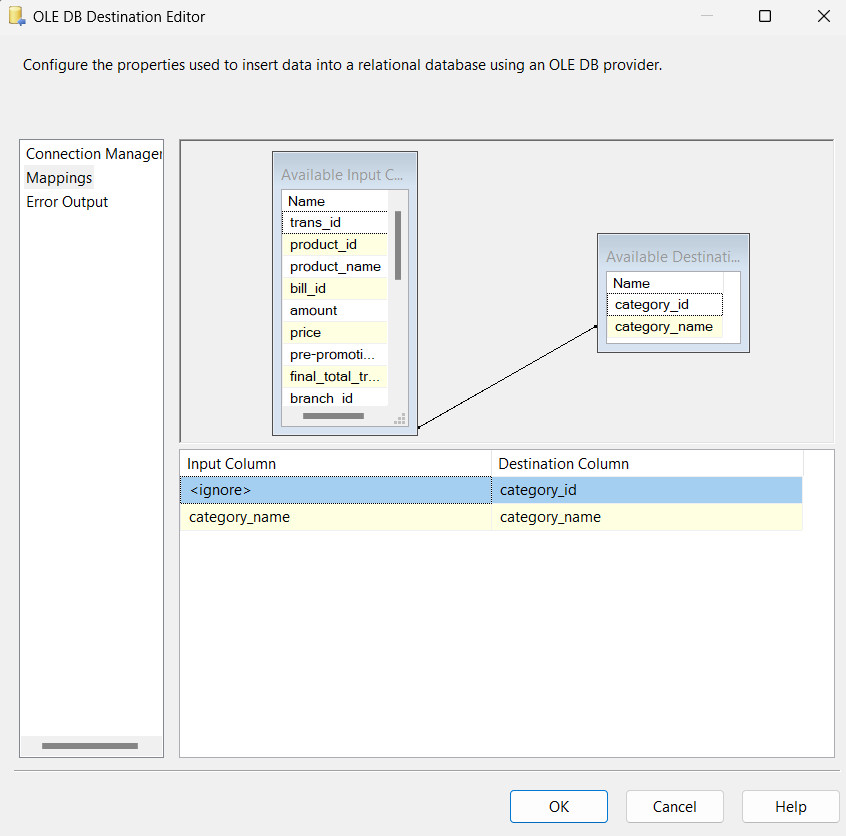 OLE DB Destination Editor
Configure the properties used to insert data into a relational database using an OLE DB provider.
Connection Manager
Mappings
Error Output
Available Input C...
Name
trans_id
product_id
product_name
bill_id
amount
price
pre-promoti...
final_total_tr...
branch_id
Available Destinati...
Name
category_id
category_name
Input Column Destination Column
<ignore> category_id
category_name category_name
OK Cancel Help